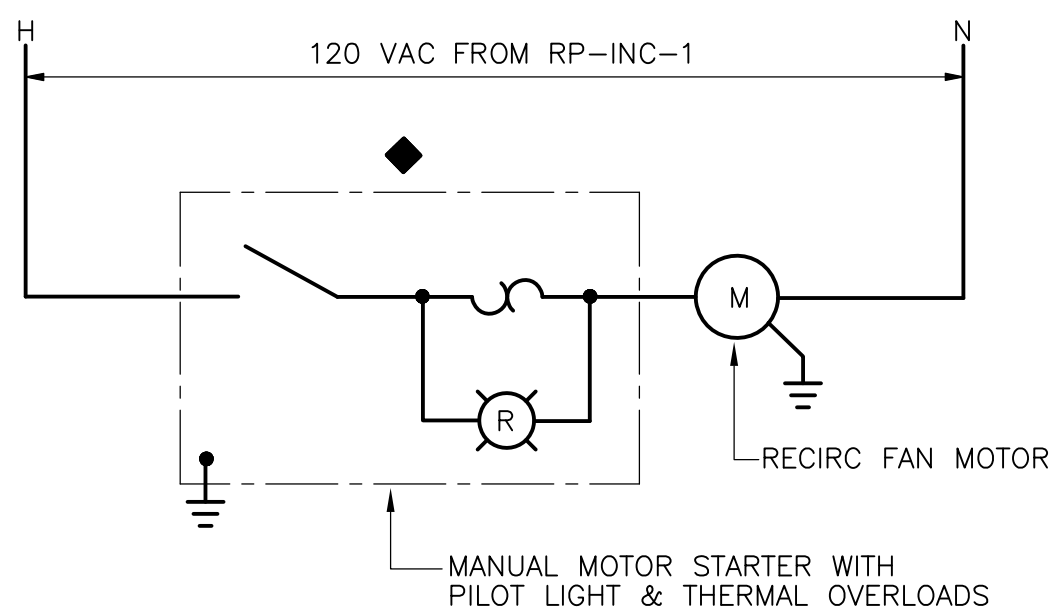 H
N
120 VAC FROM RP-INC-1
M
R
RECIRC FAN MOTOR
MANUAL MOTOR STARTER WITH
PILOT LIGHT & THERMAL OVERLOADS